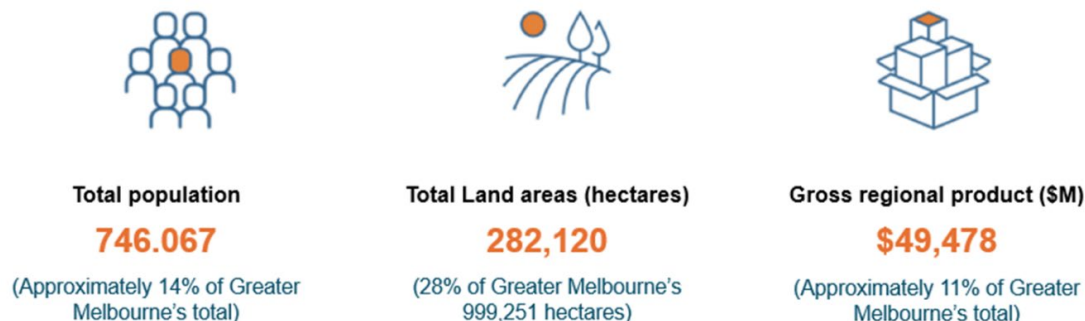 Total population
746.067
(Approximately 14% of Greater
Melbourne's total)
Total Land areas (hectares)
282,120
(28% of Greater Melbourne's
999,251 hectares)
Gross regional product ($M)
$49,478
(Approximately 11% of Greater
Melbourne's total)